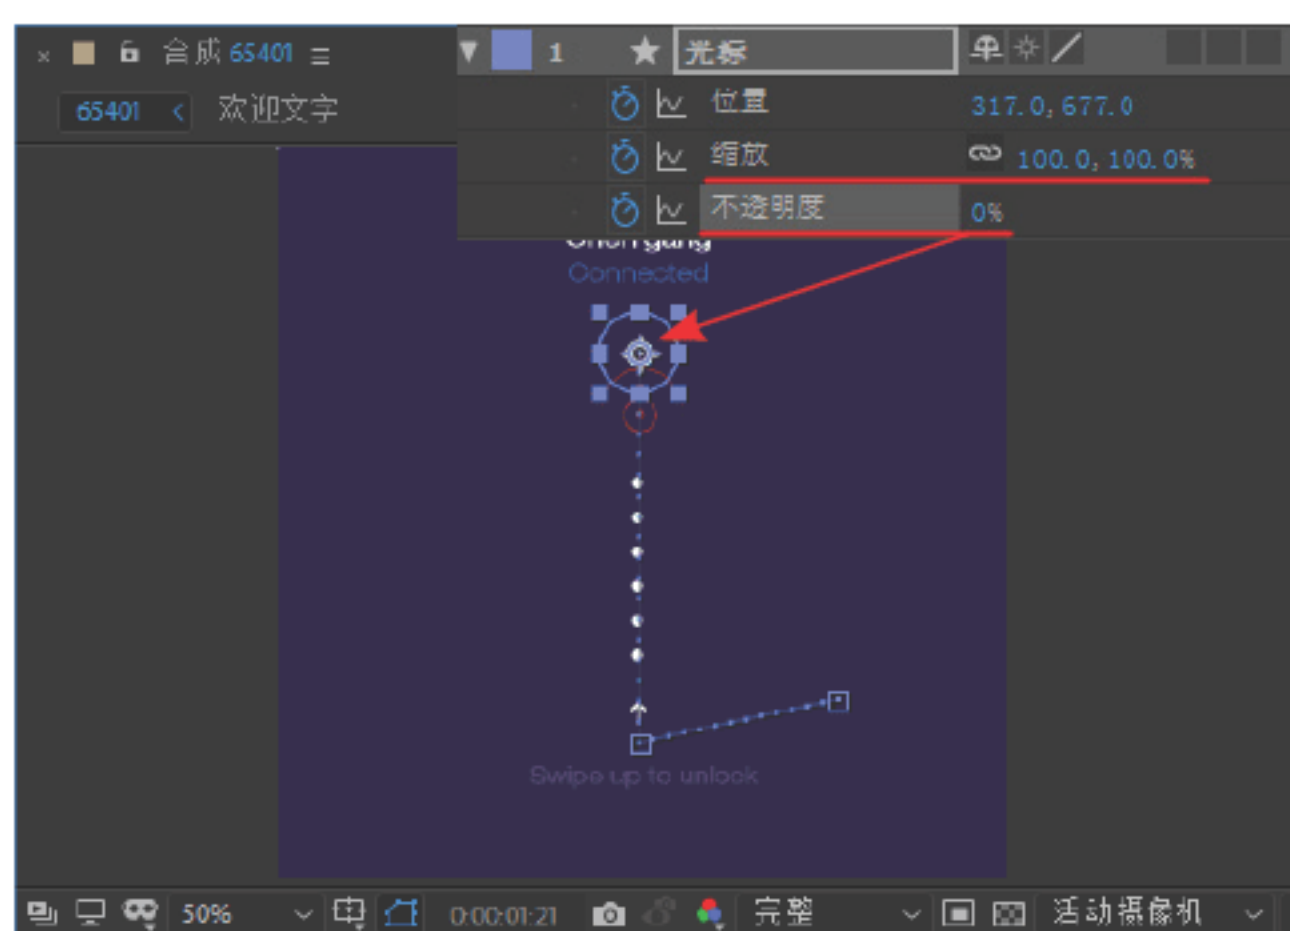 × 合成 65401 ≡
65401 < 欢迎文字
1 光标
位置 317.0, 677.0
缩放 100.0, 100.0%
不透明度 0%
Connected
Swipe up to unlock
50% 0:00:01:21 完整 活动摄像机